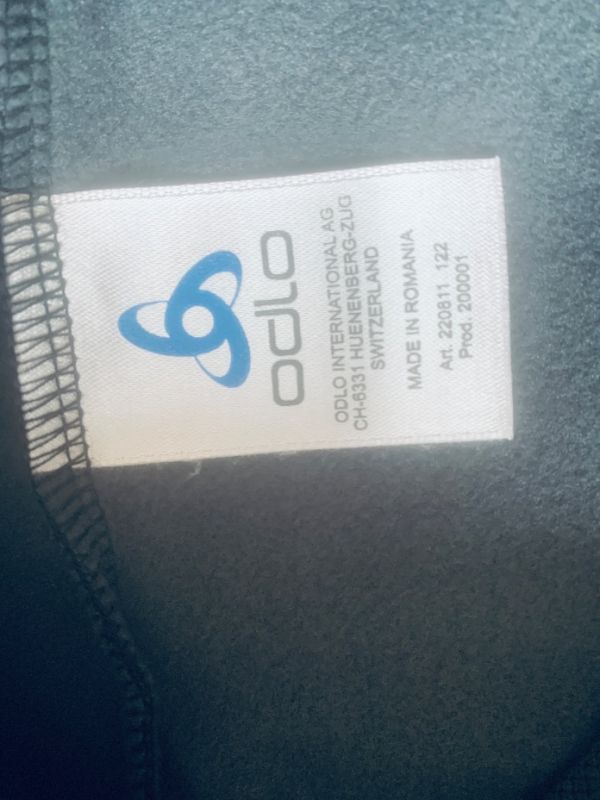 odlo
ODLO INTERNATIONAL AG
CH-6331 HUENENBERG-ZUG
SWITZERLAND
MADE IN ROMANIA
Art. 220811 122
Prod. 200001